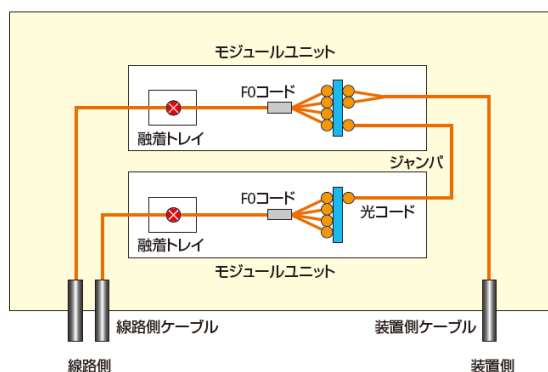 モジュールユニット
FOコード
融着トレイ
ジャンパ
FOコード
光コード
融着トレイ
モジュールユニット
線路側ケーブル
装置側ケーブル
線路側
装置側